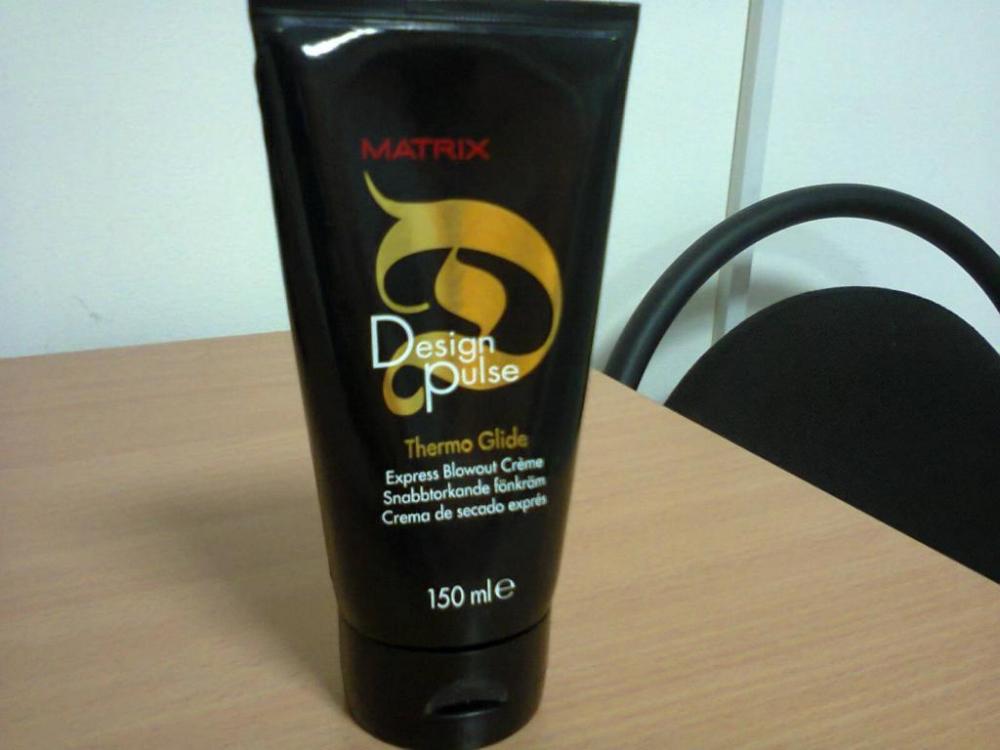 MATRIX
Design
pulse
Thermo Glide
Express Blowout Crème
Snabbtorkande fönkräm
Crema de secado exprés
150 ml e